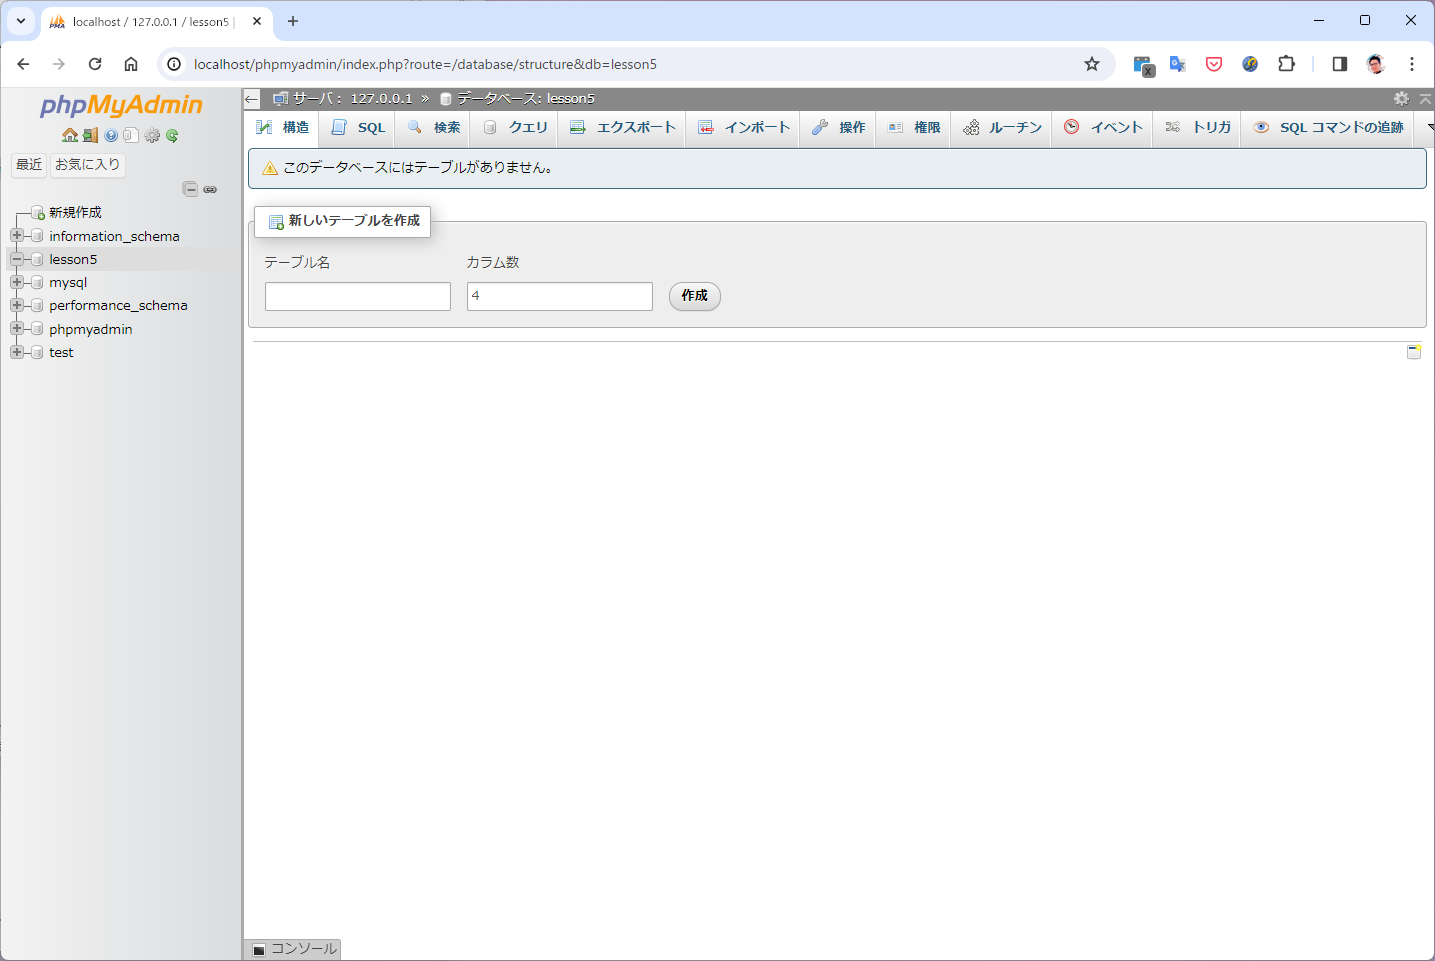 localhost / 127.0.0.1 / lesson5 |
localhost/phpmyadmin/index.php?route=/database/structure&db=lesson5
phpMyAdmin
最近 お気に入り
新規作成
information_schema
lesson5
mysql
performance_schema
phpmyadmin
test
サーバ： 127.0.0.1 » データベース: lesson5
構造 SQL 検索 クエリ エクスポート インポート 操作 権限 ルーチン イベント トリガ SQL コマンドの追跡
このデータベースにはテーブルがありません。
新しいテーブルを作成
テーブル名 カラム数
4 作成
コンソール